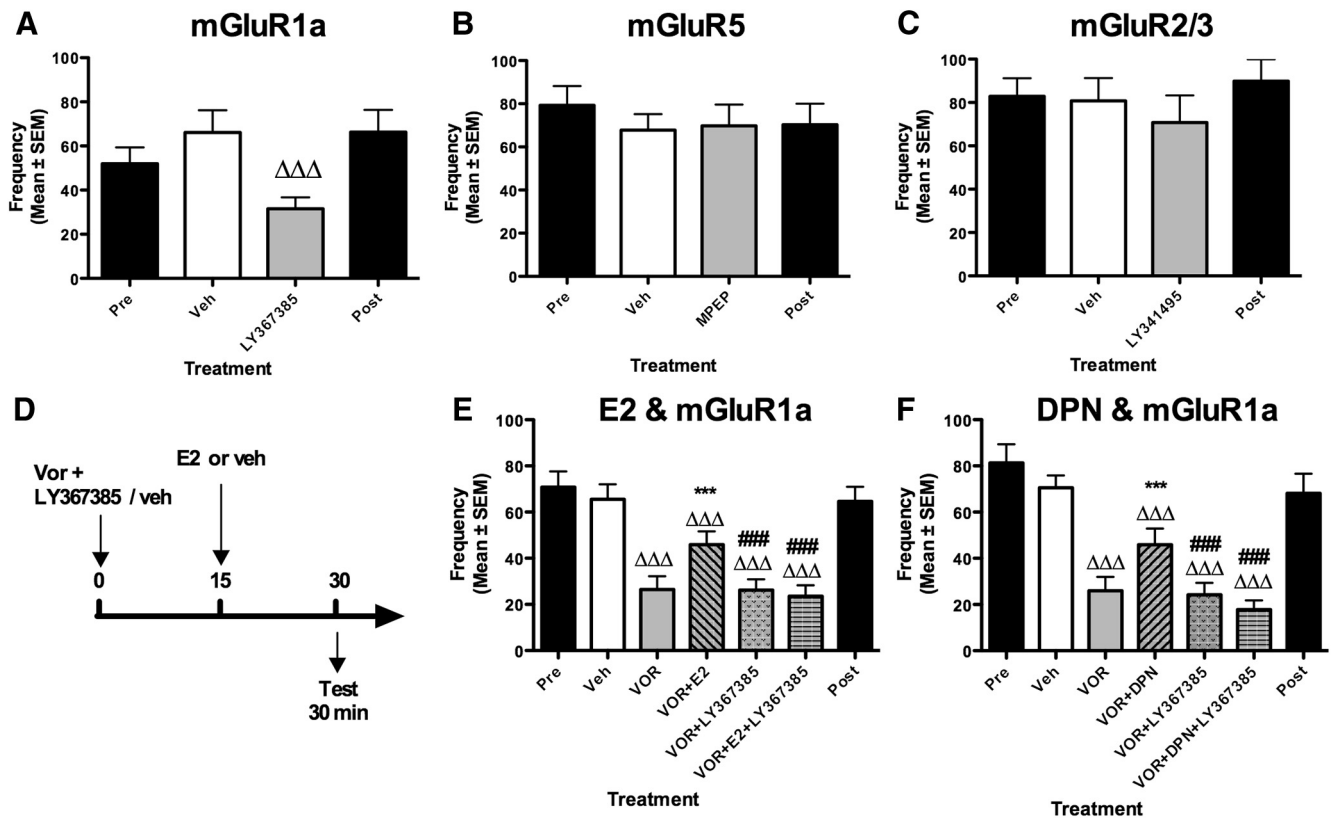 A
mGluR1a
Frequency
(Mean ± SEM)
100
80
60
40
20
0
ΔΔΔ
Pre
Veh
LY367385
Post
Treatment
B
mGluR5
Frequency
(Mean ± SEM)
100
80
60
40
20
0
Pre
Veh
MPEP
Post
Treatment
C
mGluR2/3
Frequency
(Mean ± SEM)
100
80
60
40
20
0
Pre
Veh
LY341495
Post
Treatment
D
Vor +
LY367385 / veh
E2 or veh
0
15
30
Test
30 min
E
E2 & mGluR1a
Frequency
(Mean ± SEM)
100
80
60
40
20
0
ΔΔΔ
***
ΔΔΔ
###
ΔΔΔ
###
ΔΔΔ
Pre
Veh
VOR
VOR+E2
VOR+LY367385
VOR+E2+LY367385
Post
Treatment
F
DPN & mGluR1a
Frequency
(Mean ± SEM)
100
80
60
40
20
0
ΔΔΔ
***
ΔΔΔ
###
ΔΔΔ
###
ΔΔΔ
Pre
Veh
VOR
VOR+DPN
VOR+LY367385
VOR+DPN+LY367385
Post
Treatment